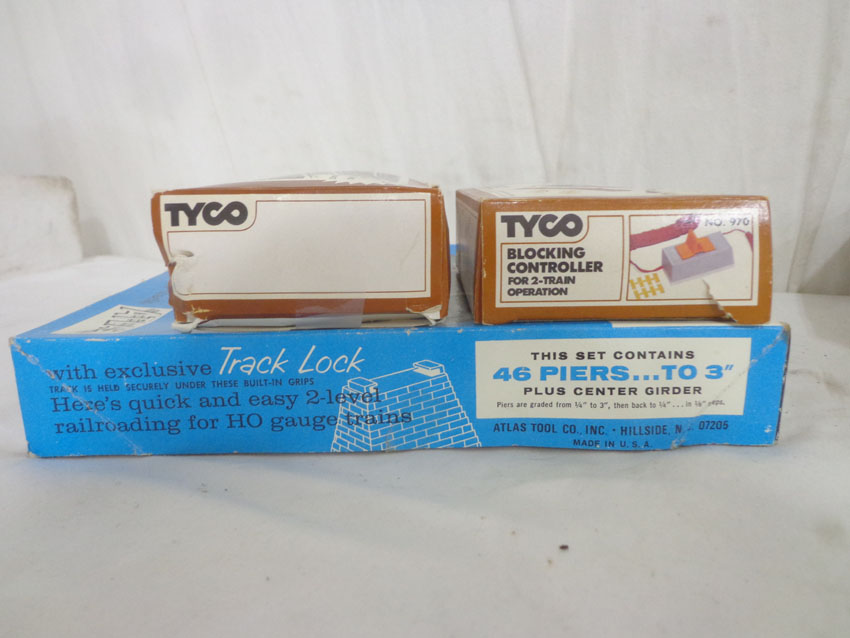 TYCO
TYCO
NO. 970
BLOCKING
CONTROLLER
FOR 2-TRAIN
OPERATION
with exclusive Track Lock
TRACK IS HELD SECURELY UNDER THESE BUILT-IN GRIPS
Here's quick and easy 2-level
railroading for HO gauge trains
THIS SET CONTAINS
46 PIERS...TO 3"
PLUS CENTER GIRDER
Piers are graded from ¼" to 3", then back to ¼" ... in ⅛" steps.
ATLAS TOOL CO., INC. • HILLSIDE, N. 07205
MADE IN U.S.A.